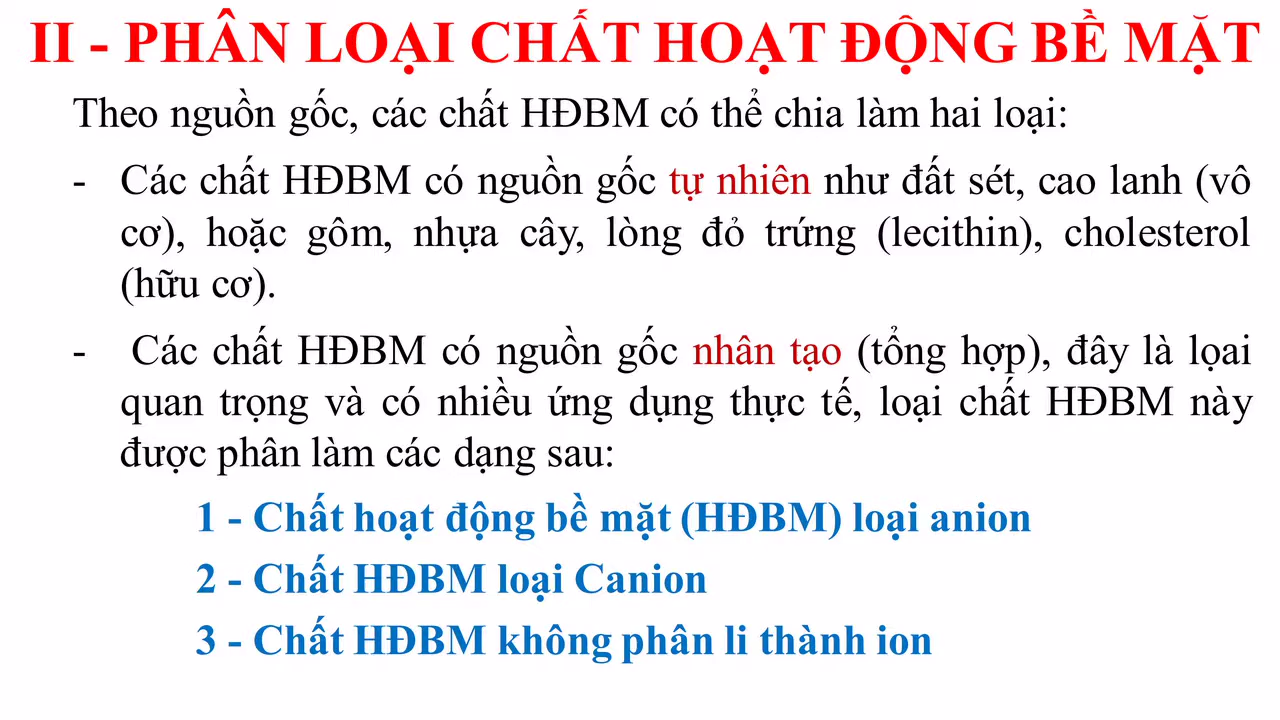 II - PHÂN LOẠI CHẤT HOẠT ĐỘNG BỀ MẶT
Theo nguồn gốc, các chất HĐBM có thể chia làm hai loại:
- Các chất HĐBM có nguồn gốc tự nhiên như đất sét, cao lanh (vô
cơ), hoặc gôm, nhựa cây, lòng đỏ trứng (lecithin), cholesterol
(hữu cơ).
- Các chất HĐBM có nguồn gốc nhân tạo (tổng hợp), đây là lọai
quan trọng và có nhiều ứng dụng thực tế, loại chất HĐBM này
được phân làm các dạng sau:
1 - Chất hoạt động bề mặt (HĐBM) loại anion
2 - Chất HĐBM loại Canion
3 - Chất HĐBM không phân li thành ion